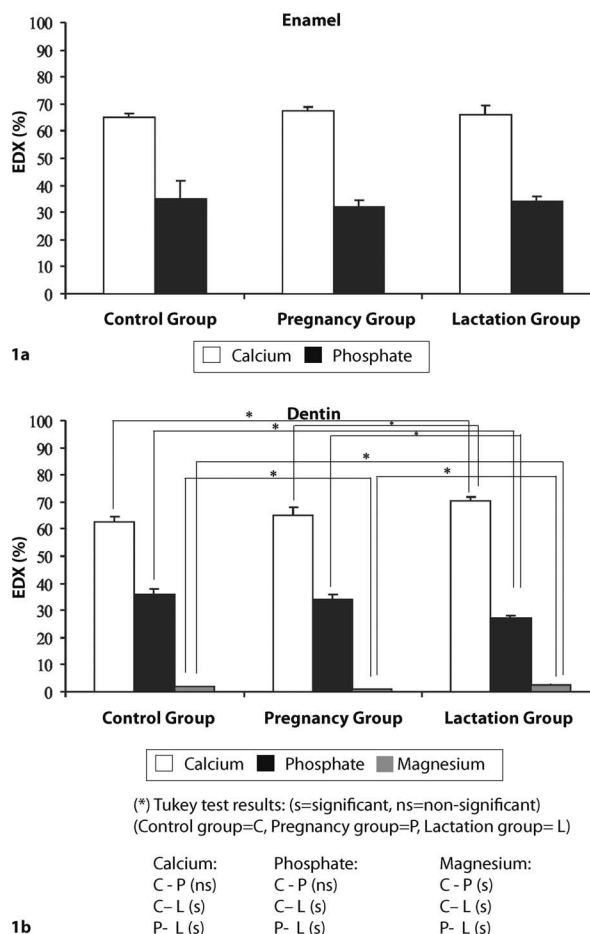 Enamel
EDX (%)
100
90
80
70
60
50
40
30
20
10
0
Control Group Pregnancy Group Lactation Group
1a
Calcium Phosphate
Dentin
EDX (%)
100
90
80
70
60
50
40
30
20
10
0
* * * * * * * *
Control Group Pregnancy Group Lactation Group
Calcium Phosphate Magnesium
(*) Tukey test results: (s=significant, ns=non-significant)
(Control group=C, Pregnancy group=P, Lactation group= L)
Calcium: Phosphate: Magnesium:
C - P (ns) C - P (ns) C - P (s)
C– L (s) C– L (s) C– L (s)
P- L (s) P- L (s) P- L (s)
1b